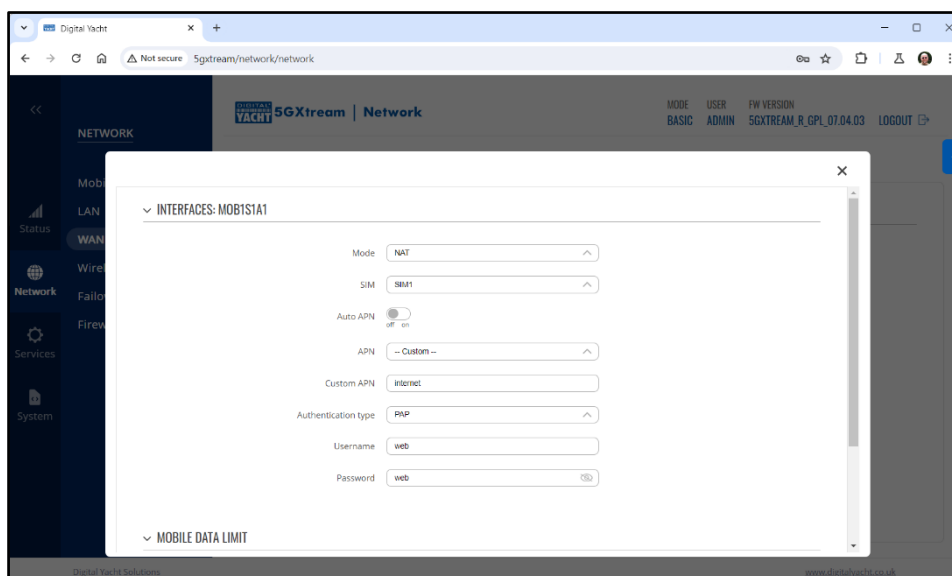 Digital Yacht
Not secure 5gxtream/network/network
DIGITAL YACHT 5GXtream | Network
MODE USER FW VERSION
BASIC ADMIN 5GXTREAM_R_GPL_07.04.03 LOGOUT
NETWORK
Mobi
LAN
WAN
Wirel
Failo
Firew
Status
Network
Services
System
INTERFACES: MOB1S1A1
Mode NAT
SIM SIM1
Auto APN
off on
APN -- Custom --
Custom APN internet
Authentication type PAP
Username web
Password web
MOBILE DATA LIMIT
Digital Yacht Solutions www.digitalyacht.co.uk